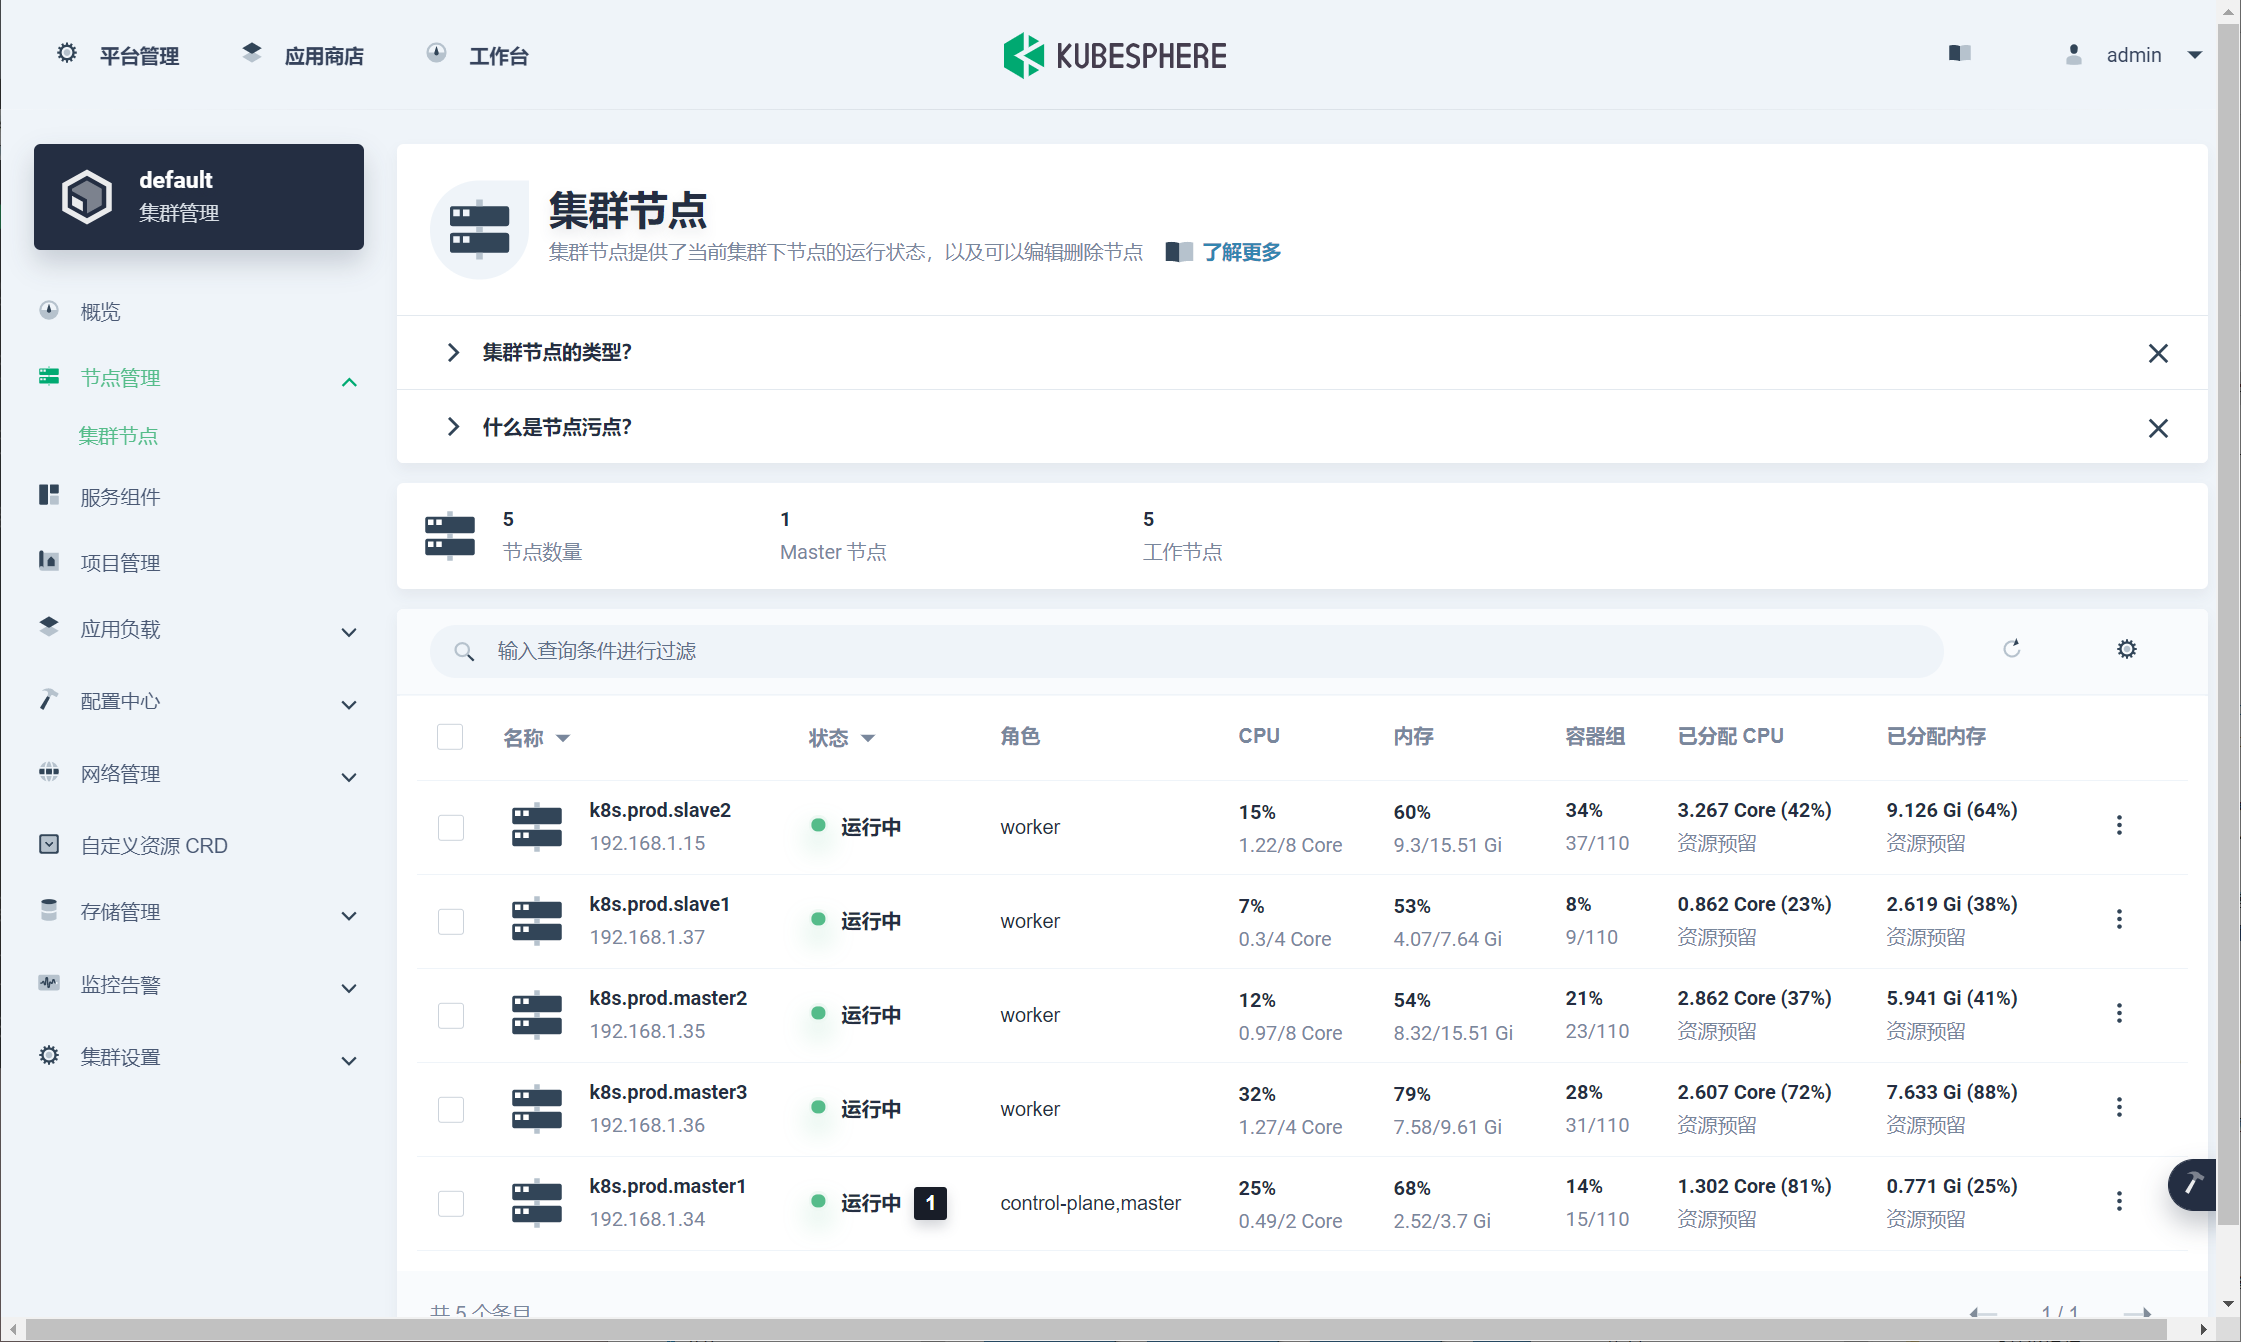 平台管理
应用商店
工作台
KUBESPHERE
admin
default
集群管理
概览
节点管理
集群节点
服务组件
项目管理
应用负载
配置中心
网络管理
自定义资源 CRD
存储管理
监控告警
集群设置
集群节点
集群节点提供了当前集群下节点的运行状态，以及可以编辑删除节点 了解更多
集群节点的类型?
什么是节点污点?
5
节点数量
1
Master 节点
5
工作节点
输入查询条件进行过滤
名称 状态 角色 CPU 内存 容器组 已分配 CPU 已分配内存
k8s.prod.slave2 15% 60% 34% 3.267 Core (42%) 9.126 Gi (64%)
运行中 worker
192.168.1.15 1.22/8 Core 9.3/15.51 Gi 37/110 资源预留 资源预留
k8s.prod.slave1 7% 53% 8% 0.862 Core (23%) 2.619 Gi (38%)
运行中 worker
192.168.1.37 0.3/4 Core 4.07/7.64 Gi 9/110 资源预留 资源预留
k8s.prod.master2 12% 54% 21% 2.862 Core (37%) 5.941 Gi (41%)
运行中 worker
192.168.1.35 0.97/8 Core 8.32/15.51 Gi 23/110 资源预留 资源预留
k8s.prod.master3 32% 79% 28% 2.607 Core (72%) 7.633 Gi (88%)
运行中 worker
192.168.1.36 1.27/4 Core 7.58/9.61 Gi 31/110 资源预留 资源预留
k8s.prod.master1 25% 68% 14% 1.302 Core (81%) 0.771 Gi (25%)
运行中 1 control-plane,master
192.168.1.34 0.49/2 Core 2.52/3.7 Gi 15/110 资源预留 资源预留
共 5 个条目
1 / 1